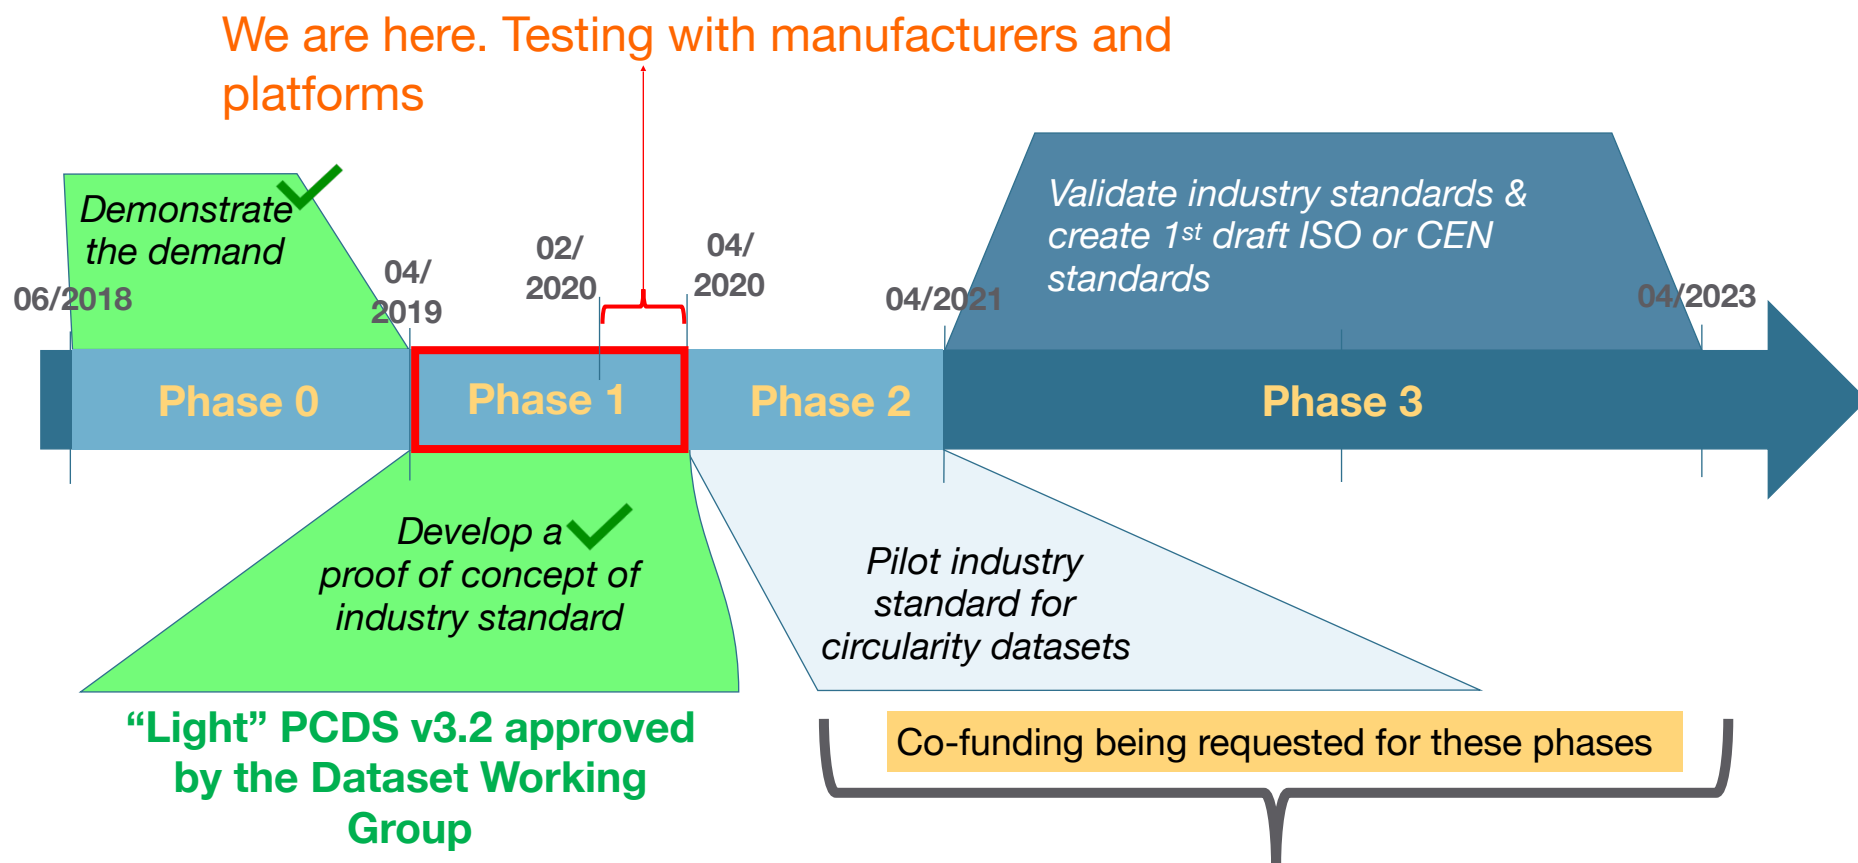 We are here. Testing with manufacturers and
platforms
Demonstrate
the demand
06/2018
04/
2019
02/
2020
04/
2020
04/2021
Validate industry standards &
create 1st draft ISO or CEN
standards
04/2023
Phase 0
Phase 1
Phase 2
Phase 3
Develop a
proof of concept of
industry standard
Pilot industry
standard for
circularity datasets
“Light” PCDS v3.2 approved
by the Dataset Working
Group
Co-funding being requested for these phases